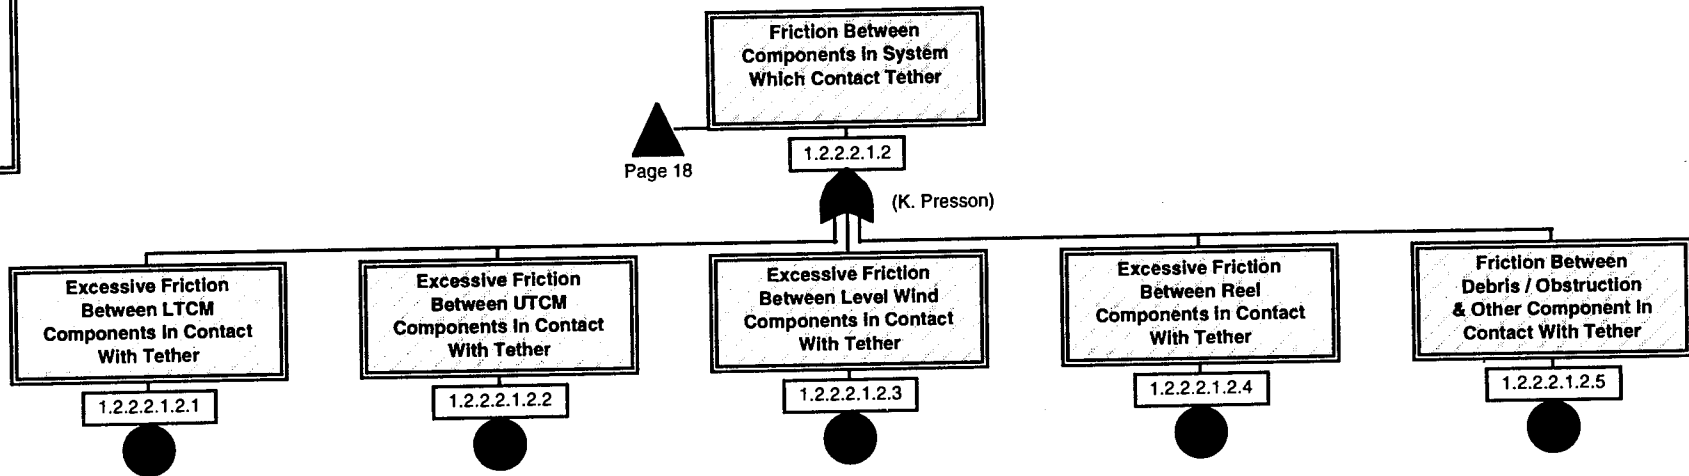 Friction Between
Components in System
Which Contact Tether
Page 18
1.2.2.2.1.2
(K. Presson)
Excessive Friction
Between LTCM
Components in Contact
With Tether
1.2.2.2.1.2.1
Excessive Friction
Between UTCM
Components in Contact
With Tether
1.2.2.2.1.2.2
Excessive Friction
Between Level Wind
Components in Contact
With Tether
1.2.2.2.1.2.3
Excessive Friction
Between Reel
Components in Contact
With Tether
1.2.2.2.1.2.4
Friction Between
Debris / Obstruction
& Other Component in
Contact With Tether
1.2.2.2.1.2.5